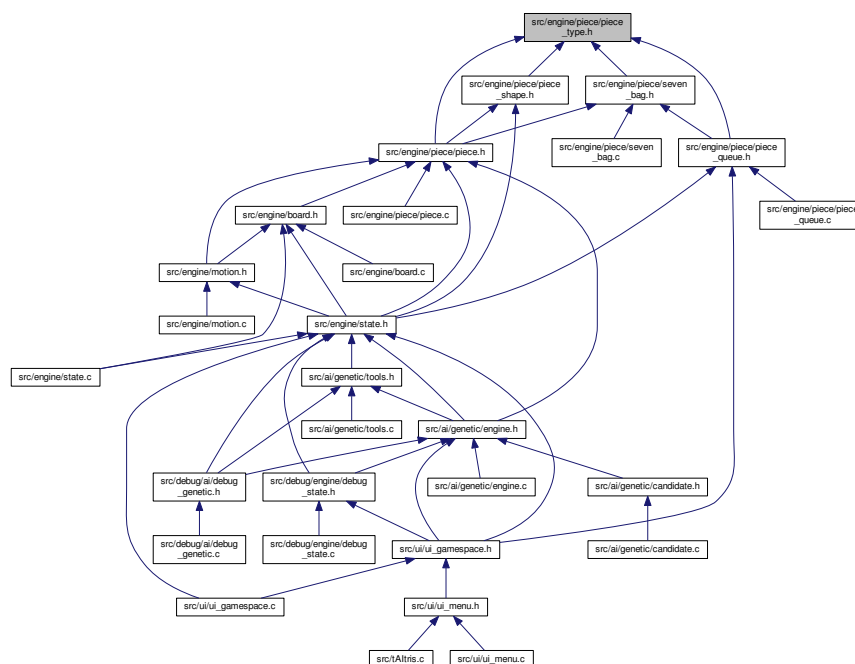 src/engine/piece/piece
_type.h
src/engine/piece/piece
_shape.h
src/engine/piece/seven
_bag.h
src/engine/piece/piece.h
src/engine/piece/seven
_bag.c
src/engine/piece/piece
_queue.h
src/engine/board.h
src/engine/piece/piece.c
src/engine/piece/piece
_queue.c
src/engine/motion.h
src/engine/board.c
src/engine/motion.c
src/engine/state.h
src/engine/state.c
src/ai/genetic/tools.h
src/ai/genetic/tools.c
src/ai/genetic/engine.h
src/debug/ai/debug
_genetic.h
src/debug/engine/debug
_state.h
src/ai/genetic/engine.c
src/ai/genetic/candidate.h
src/debug/ai/debug
_genetic.c
src/debug/engine/debug
_state.c
src/ui/ui_gamespace.h
src/ai/genetic/candidate.c
src/ui/ui_gamespace.c
src/ui/ui_menu.h
src/tAItris.c
src/ui/ui_menu.c